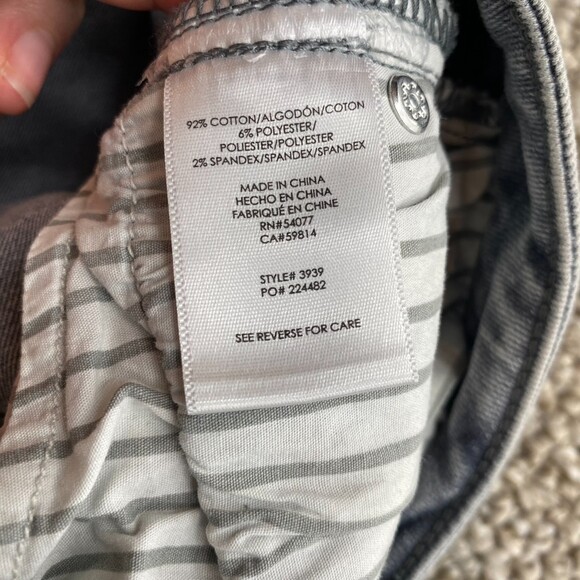 92% COTTON/ALGODÓN/COTON
6% POLYESTER/
POLIESTER/POLYESTER
2% SPANDEX/SPANDEX/SPANDEX
MADE IN CHINA
HECHO EN CHINA
FABRIQUÉ EN CHINE
RN#54077
CA#59814
STYLE# 3939
PO# 224482
SEE REVERSE FOR CARE